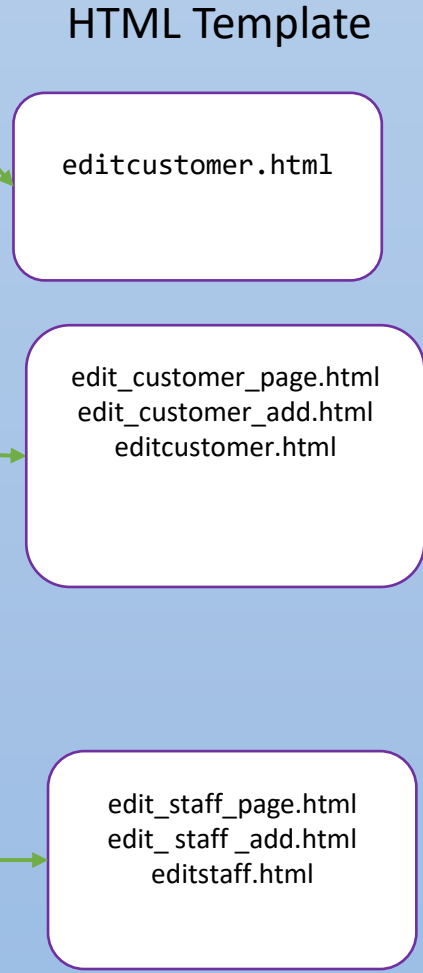 HTML Template
editcustomer.html
edit_customer_page.html
edit_customer_add.html
editcustomer.html
edit_staff_page.html
edit_ staff _add.html
editstaff.html